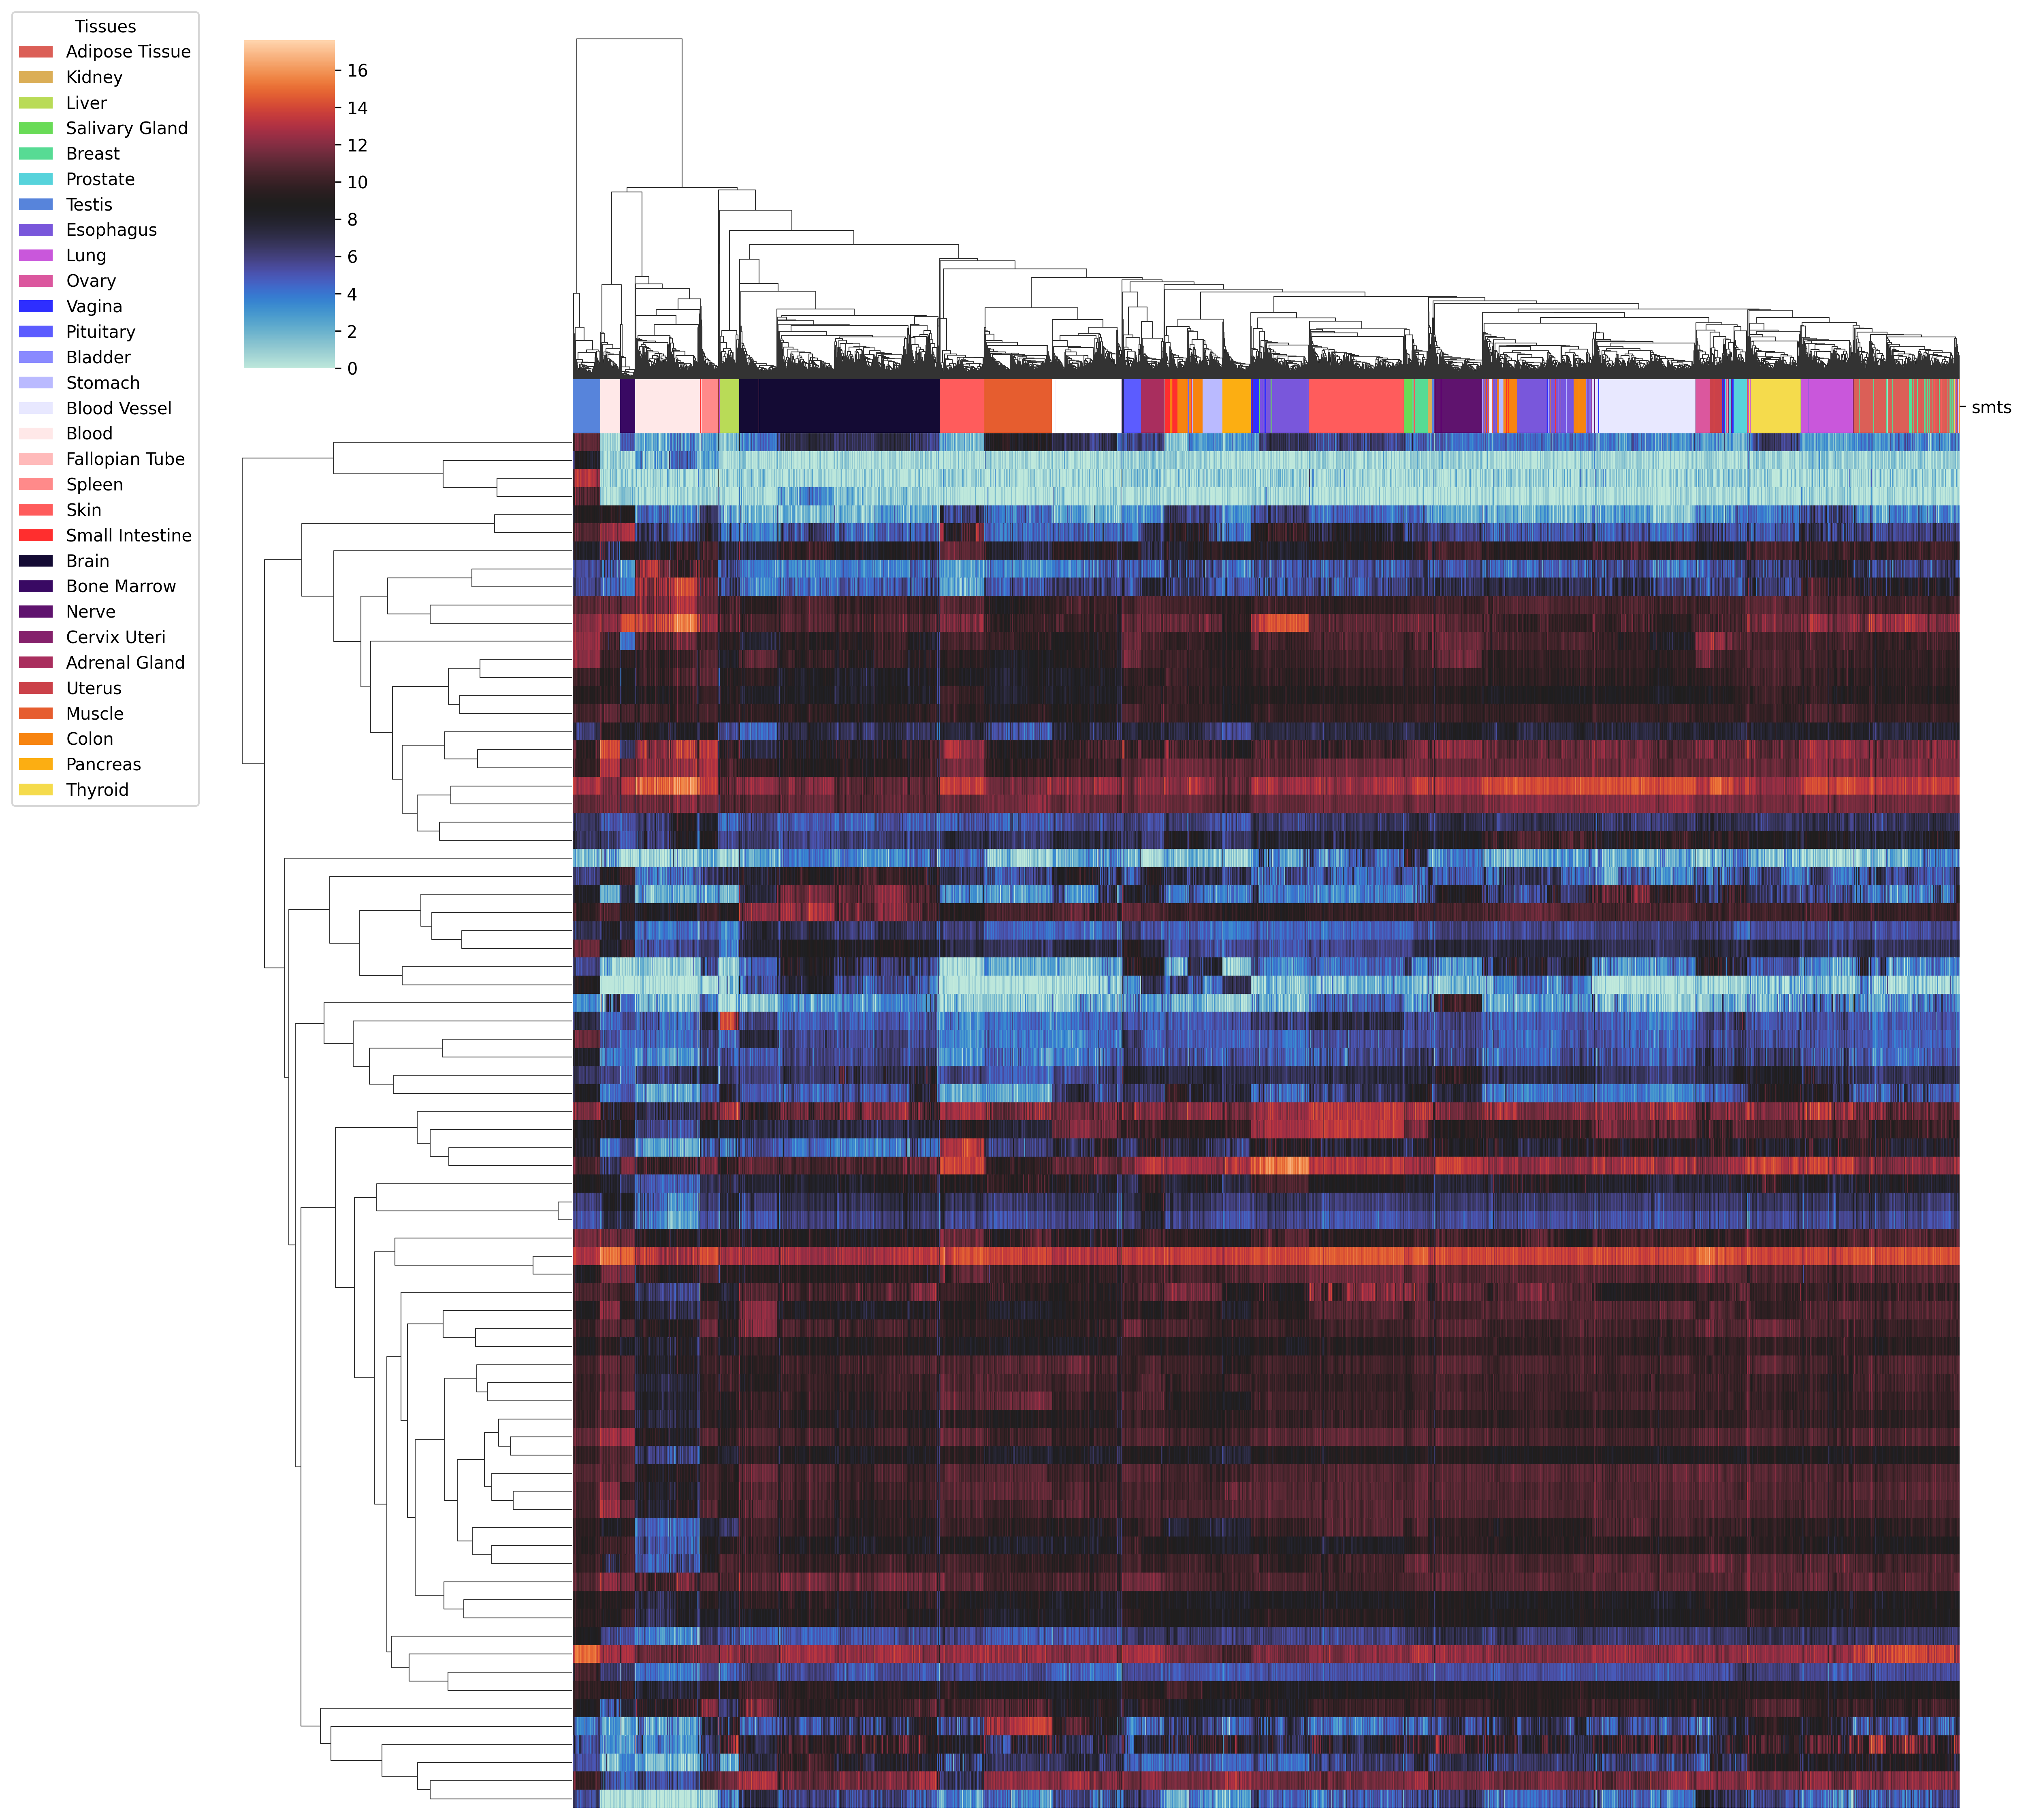 Tissues
Adipose Tissue
Kidney
Liver
Salivary Gland
Breast
Prostate
Testis
Esophagus
Lung
Ovary
Vagina
Pituitary
Bladder
Stomach
Blood Vessel
Blood
Fallopian Tube
Spleen
Skin
Small Intestine
Brain
Bone Marrow
Nerve
Cervix Uteri
Adrenal Gland
Uterus
Muscle
Colon
Pancreas
Thyroid
16
14
12
10
8
6
4
2
0
smts